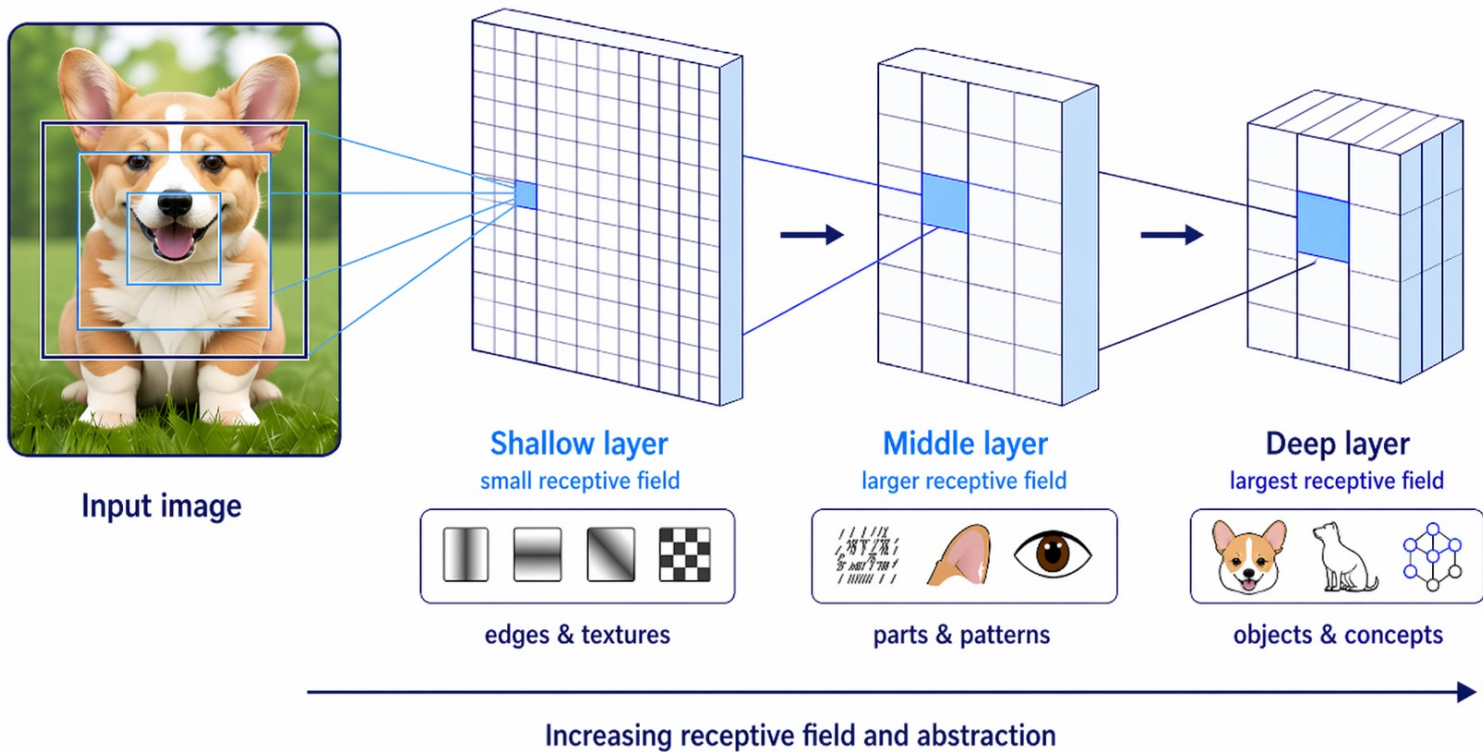 Input image
Shallow layer
small receptive field
edges & textures
Middle layer
larger receptive field
parts & patterns
Deep layer
largest receptive field
objects & concepts
Increasing receptive field and abstraction